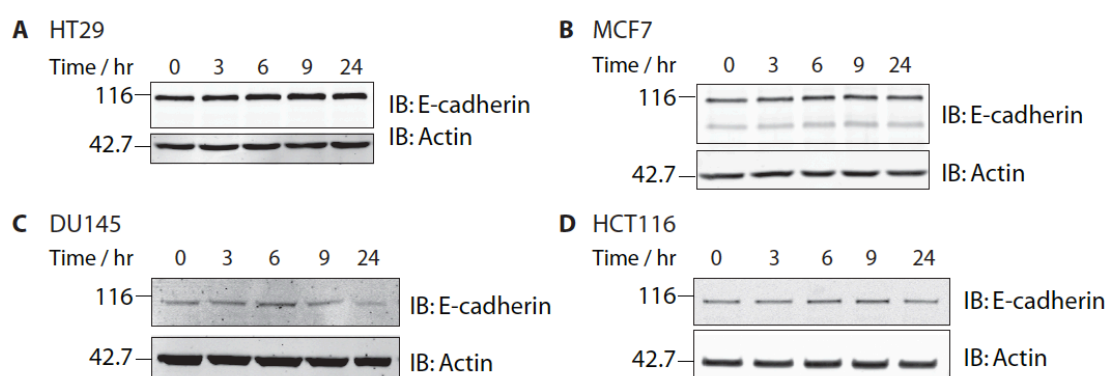 A HT29
Time / hr 0 3 6 9 24
116
IB: E-cadherin
IB: Actin
42.7
B MCF7
Time / hr 0 3 6 9 24
116
IB: E-cadherin
42.7
IB: Actin
C DU145
Time / hr 0 3 6 9 24
116
IB: E-cadherin
42.7
IB: Actin
D HCT116
Time / hr 0 3 6 9 24
116
IB: E-cadherin
42.7
IB: Actin